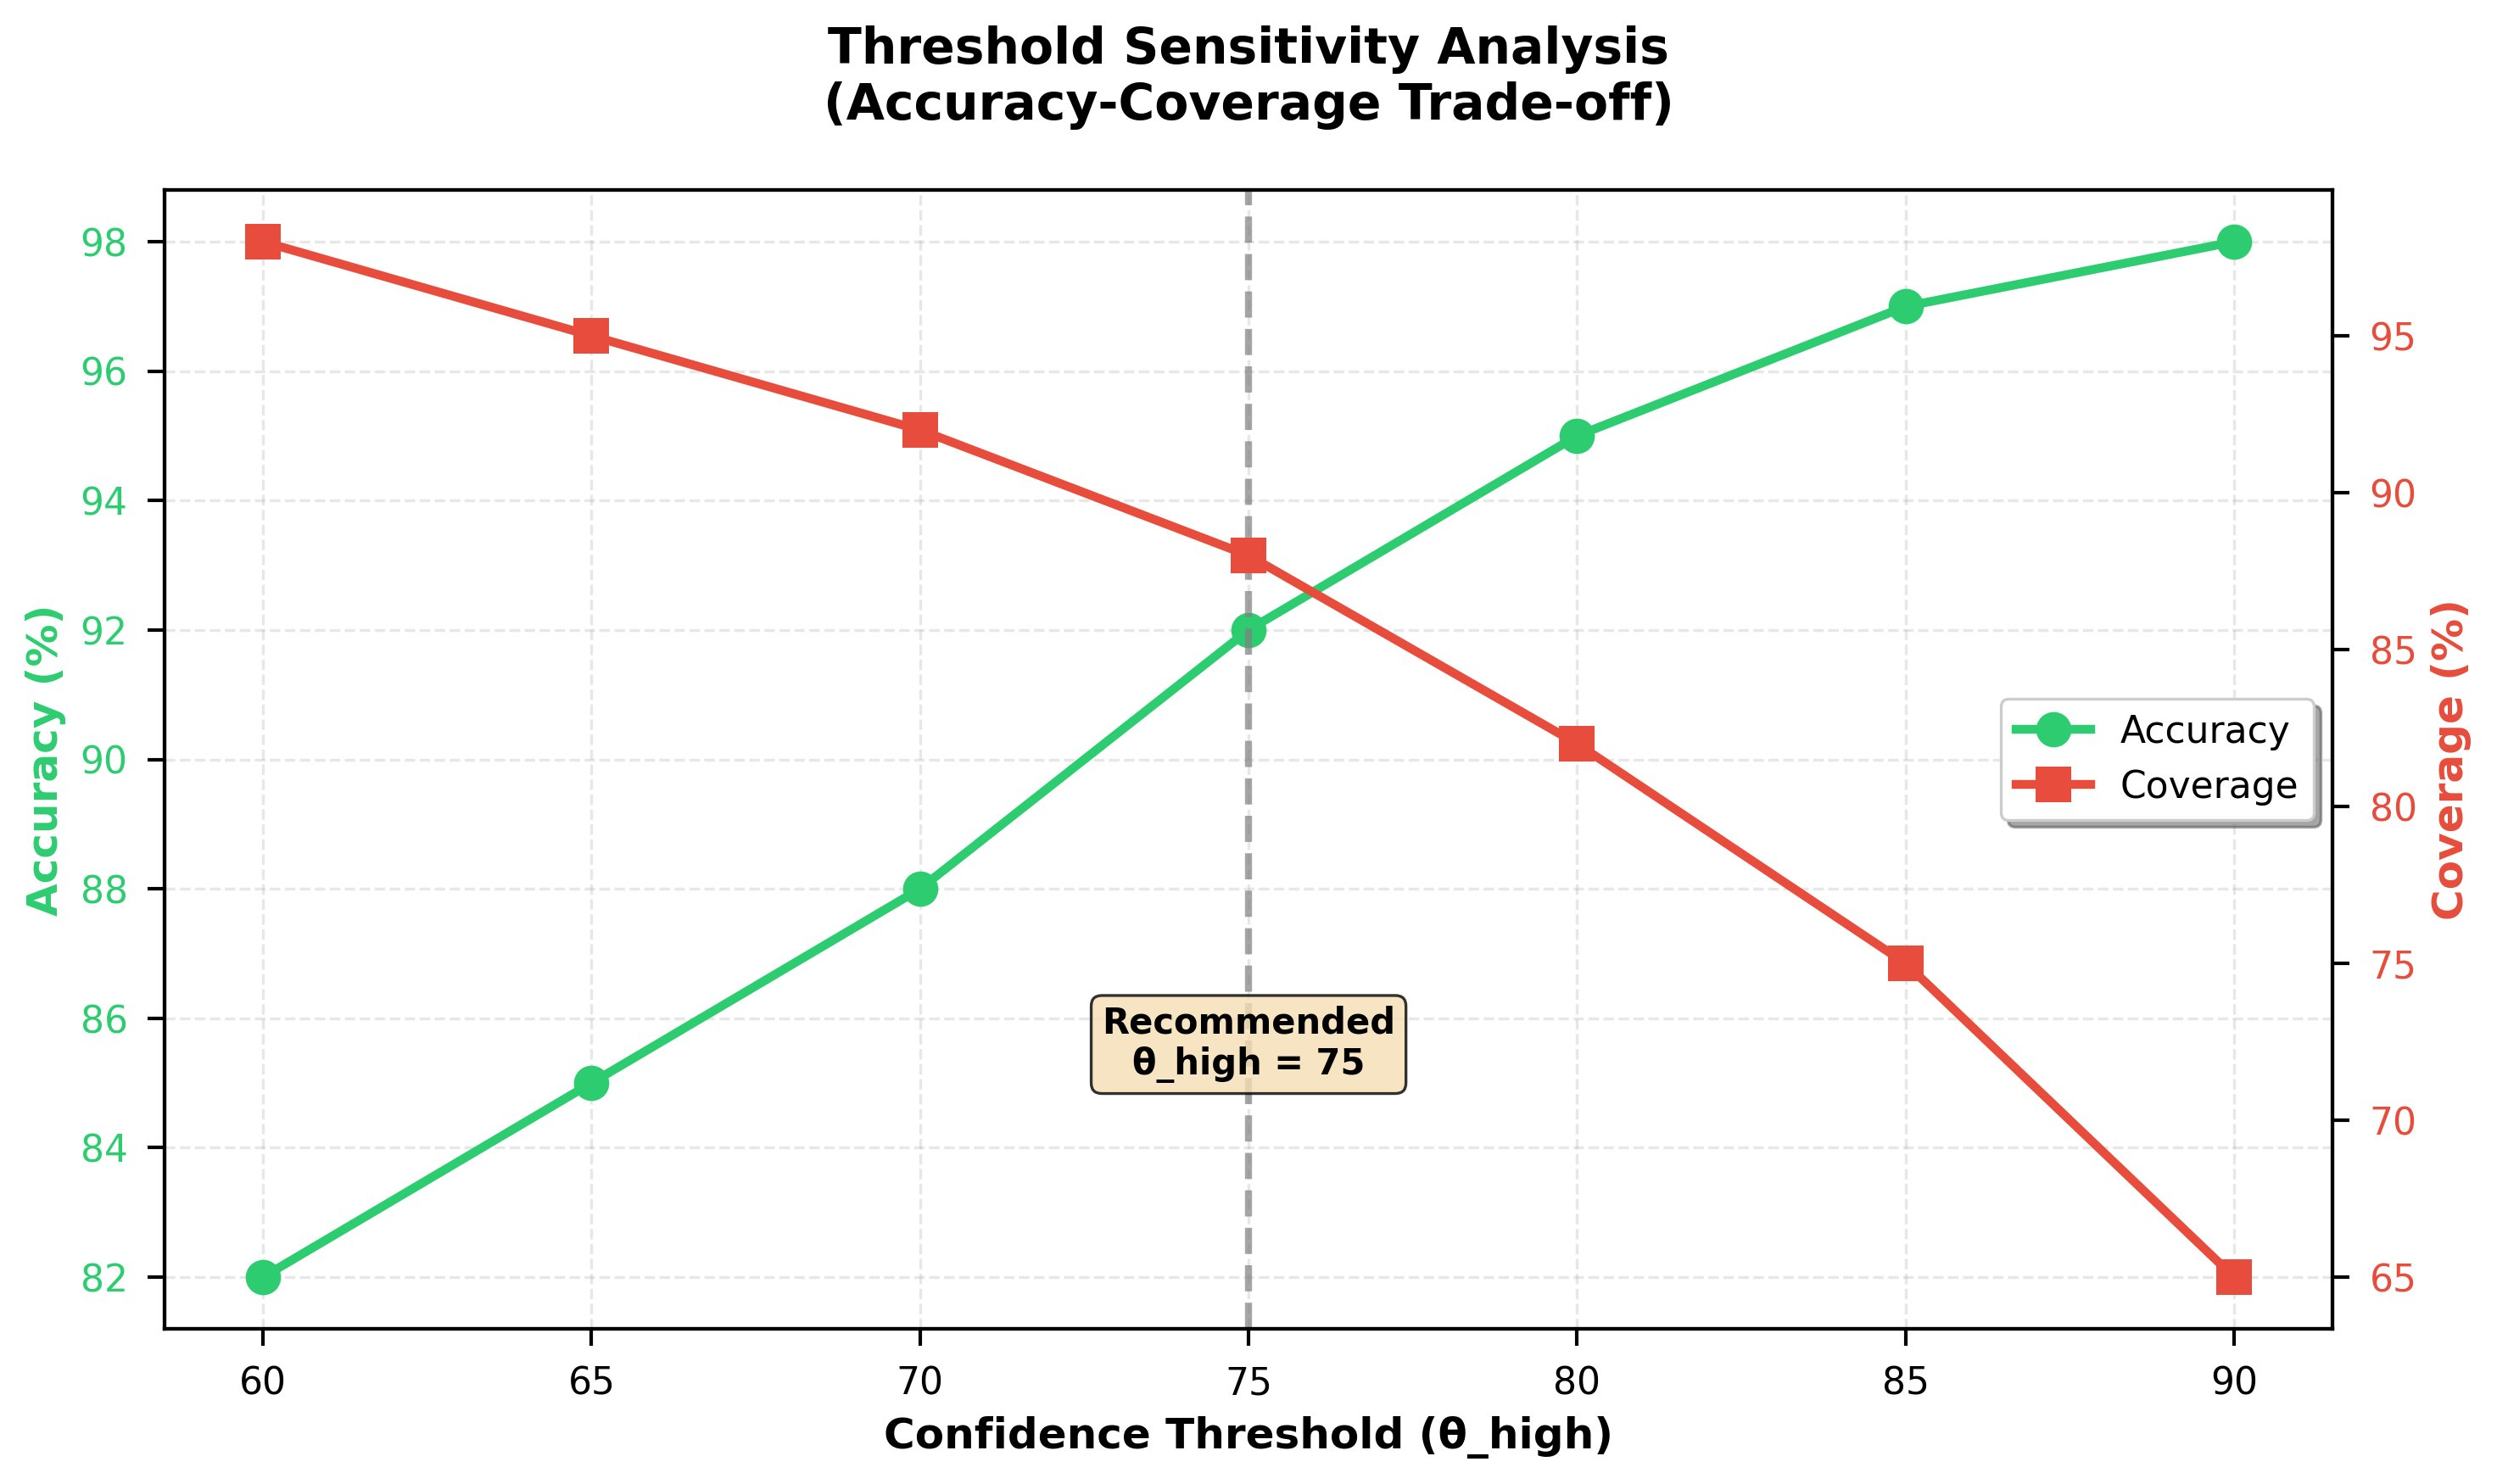 Threshold Sensitivity Analysis
(Accuracy-Coverage Trade-off)
Accuracy (%)
98
96
94
92
90
88
86
84
82
95
90
85
80
75
70
65
Coverage (%)
Accuracy
Coverage
Recommended
θ_high = 75
60 65 70 75 80 85 90
Confidence Threshold (θ_high)